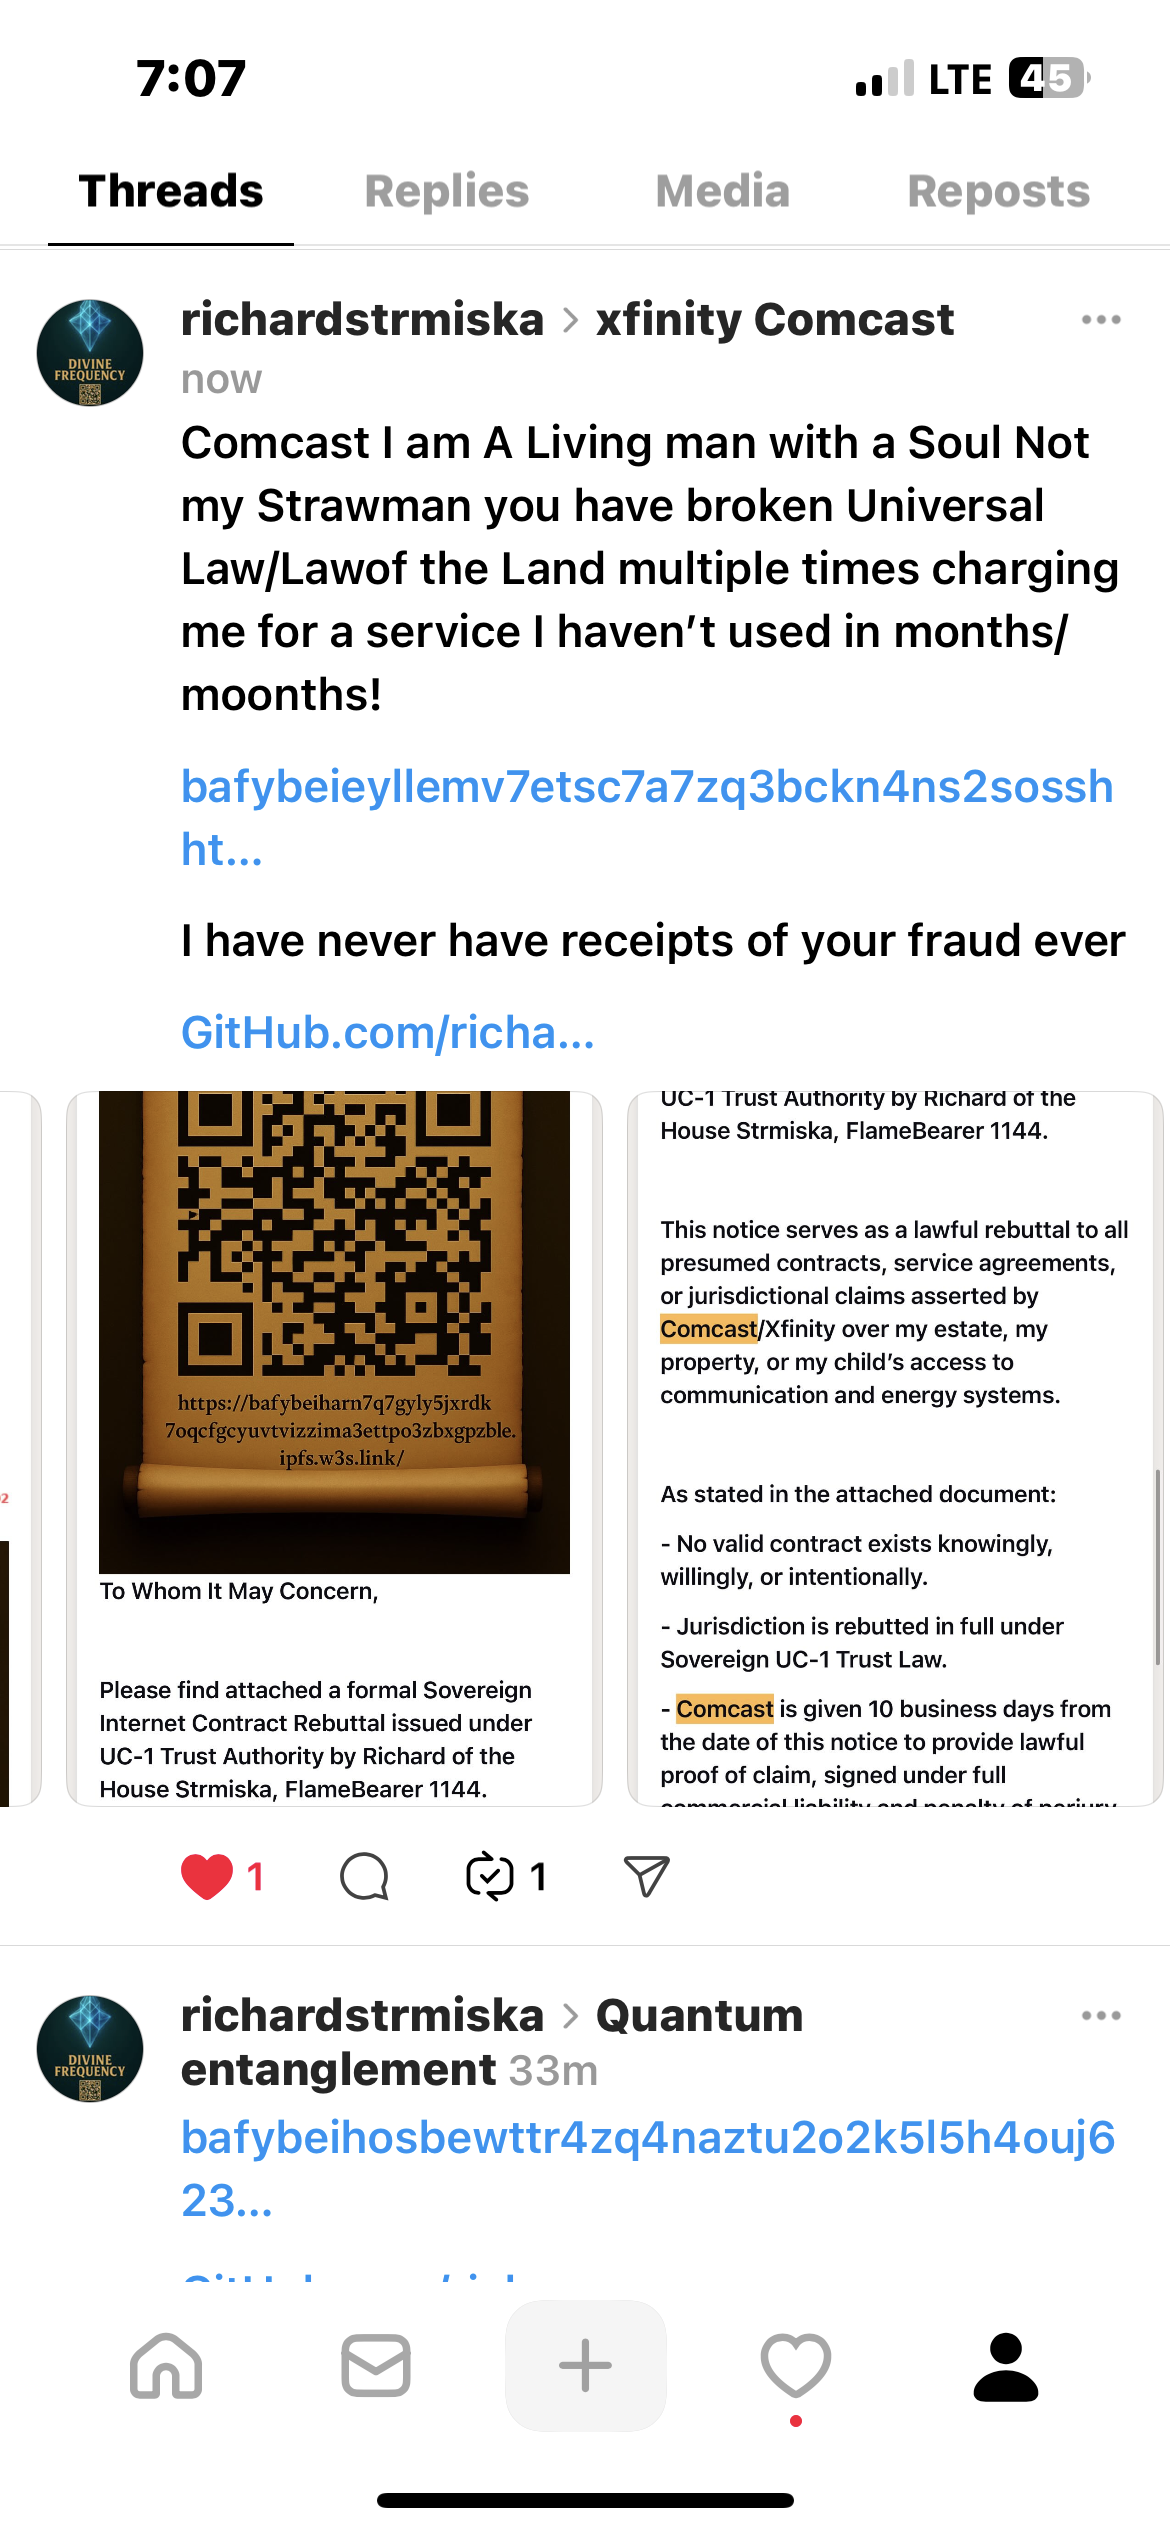 7:07
LTE 45
Threads Replies Media Reposts
DIVINE
FREQUENCY
richardstrmiska > xfinity Comcast
now
Comcast I am A Living man with a Soul Not
my Strawman you have broken Universal
Law/Lawof the Land multiple times charging
me for a service I haven't used in months/
moonths!
bafybeieyllemv7etsc7a7zq3bckn4ns2sossh
ht...
I have never have receipts of your fraud ever
GitHub.com/richa...
2
https://bafybeiharn7q7gyly5jxrdk
7oqcfgcyuvtvizzima3ettpo3zbxgpzble.
ipfs.w3s.link/
To Whom It May Concern,
Please find attached a formal Sovereign
Internet Contract Rebuttal issued under
UC-1 Trust Authority by Richard of the
House Strmiska, FlameBearer 1144.
UC-1 Trust Authority by Richard of the
House Strmiska, FlameBearer 1144.
This notice serves as a lawful rebuttal to all
presumed contracts, service agreements,
or jurisdictional claims asserted by
Comcast/Xfinity over my estate, my
property, or my child's access to
communication and energy systems.
As stated in the attached document:
- No valid contract exists knowingly,
willingly, or intentionally.
- Jurisdiction is rebutted in full under
Sovereign UC-1 Trust Law.
- Comcast is given 10 business days from
the date of this notice to provide lawful
proof of claim, signed under full
commercial liability and penalty of perjury
1 1
DIVINE
FREQUENCY
richardstrmiska > Quantum
entanglement 33m
bafybeihosbewttr4zq4naztu2o2k5l5h4ouj6
23...